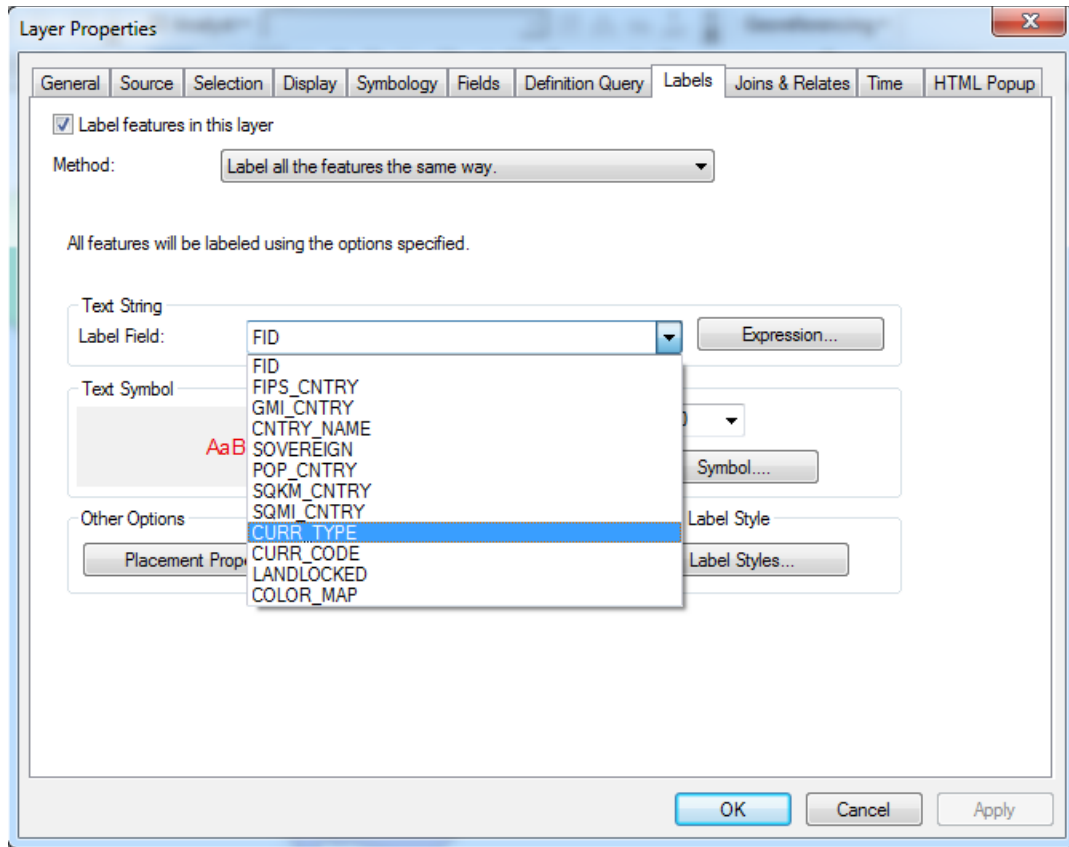 Layer Properties
General Source Selection Display Symbology Fields Definition Query Labels Joins & Relates Time HTML Popup
Label features in this layer
Method: Label all the features the same way.
All features will be labeled using the options specified.
Text String
Label Field: FID Expression...
FID
Text Symbol FIPS_CNTRY
GMI_CNTRY
CNTRY_NAME
AaB SOVEREIGN
POP_CNTRY Symbol....
SQKM_CNTRY
SQMI_CNTRY
Other Options CURR_TYPE Label Style
Placement Prope CURR_CODE Label Styles...
LANDLOCKED
COLOR_MAP
OK Cancel Apply